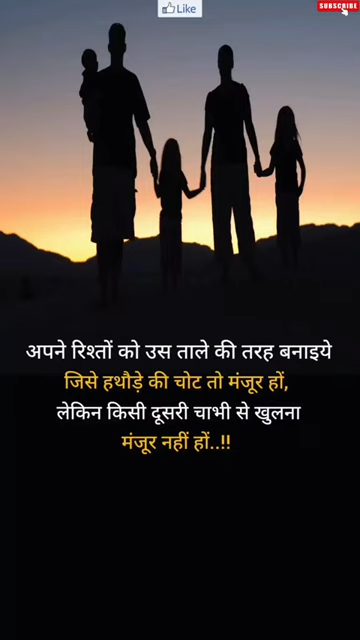 Like
SUBSCRIBE
अपने रिश्तों को उस ताले की तरह बनाइये
जिसे हथौड़े की चोट तो मंजूर हों,
लेकिन किसी दूसरी चाभी से खुलना
मंजूर नहीं हों..!!